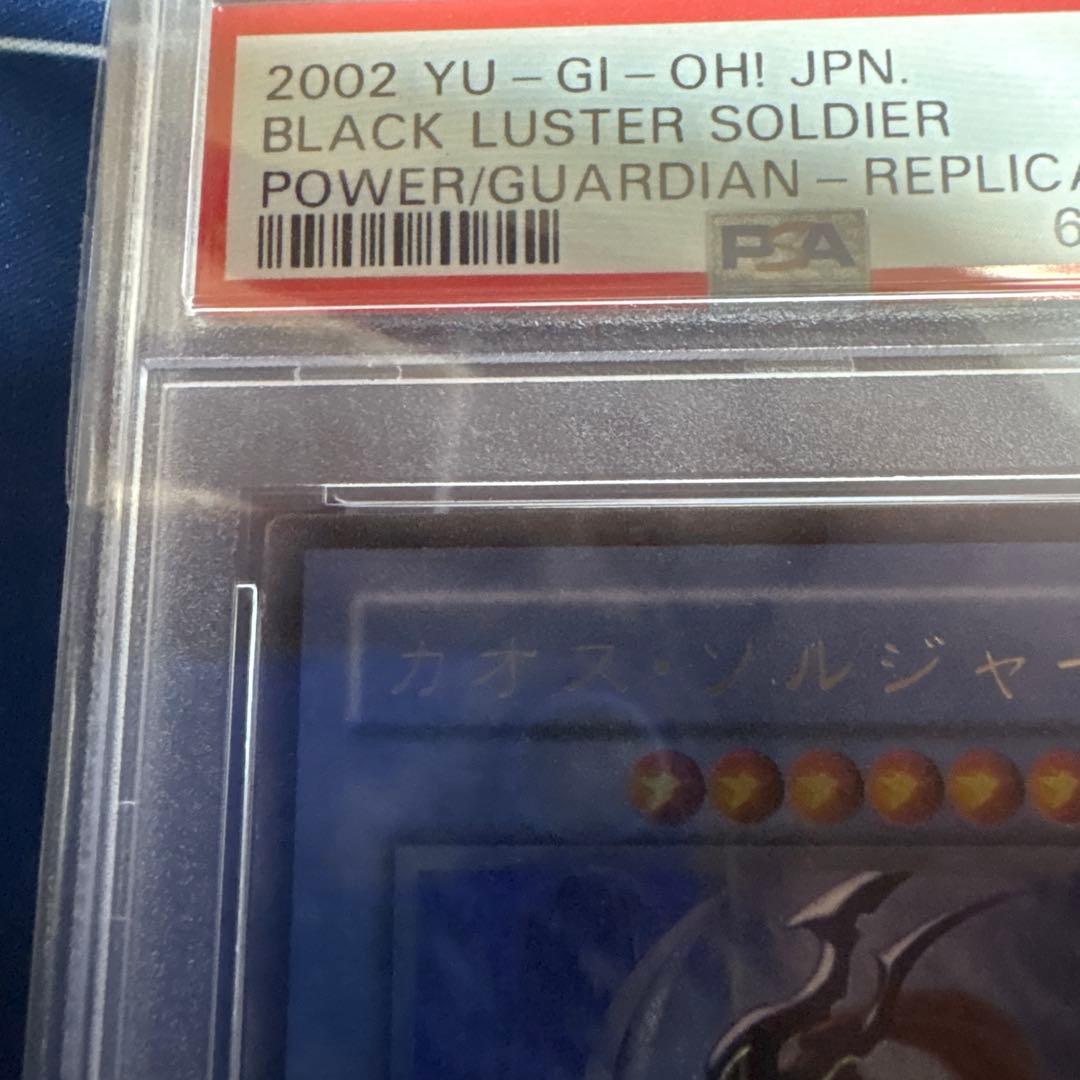 2002 YU-GI-OH! JPN.
BLACK LUSTER SOLDIER
POWER/GUARDIAN-REPLICA
6
PSA
カオス・ソルジャー